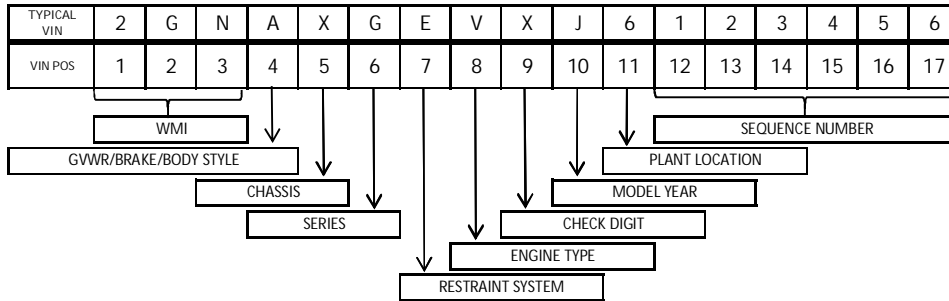 TYPICAL VIN 2 G N A X G E V X J 6 1 2 3 4 5 6
VIN POS 1 2 3 4 5 6 7 8 9 10 11 12 13 14 15 16 17
WMI SEQUENCE NUMBER
GVWR/BRAKE/BODY STYLE PLANT LOCATION
CHASSIS MODEL YEAR
SERIES CHECK DIGIT
ENGINE TYPE
RESTRAINT SYSTEM